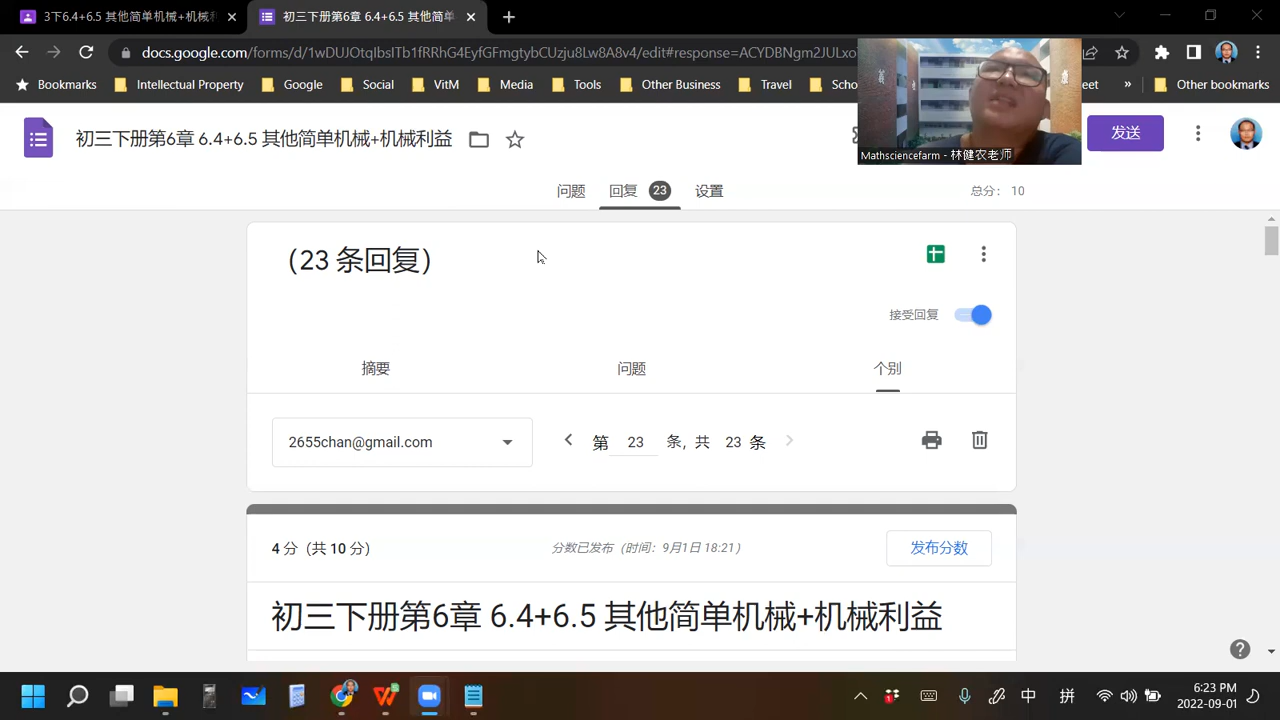 3下6.4+6.5 其他简单机械+机械利
初三下册第6章 6.4+6.5 其他简单
docs.google.com
Bookmarks
Intellectual Prope
Google
Social
VitM
Media
Tools
Other Business
Travel
Scho
eet
»
Other bookmarks
初三下册第6章 6.4+6.5 其他简单机械+机械利益
发送
Mathsciencefarm - 林健农老师
问题
回复 23
设置
总分： 10
（23 条回复）
接受回复
摘要
问题
个别
2655chan@gmail.com
第 23 条，共 23 条
4 分（共 10 分）
分数已发布（时间：9月1日 18:21）
发布分数
初三下册第6章 6.4+6.5 其他简单机械+机械利益
中
拼
6:23 PM
2022-09-01